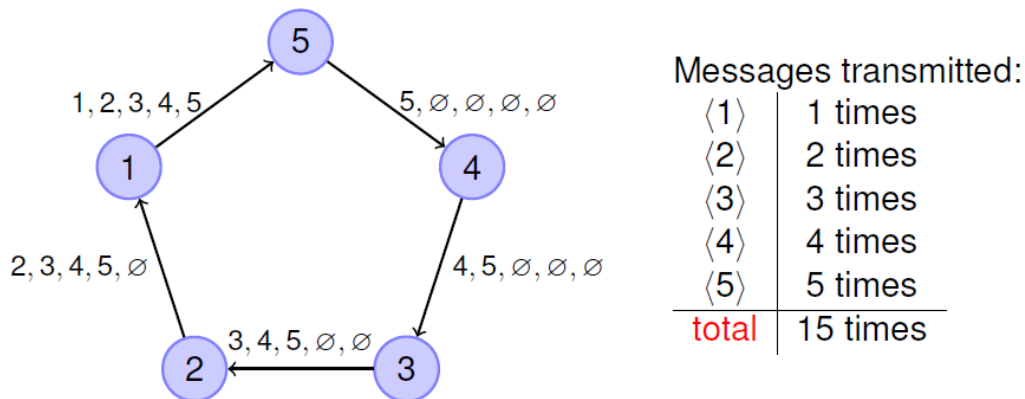 5
1, 2, 3, 4, 5
5, ∅, ∅, ∅, ∅
1
4
2, 3, 4, 5, ∅
4, 5, ∅, ∅, ∅
3, 4, 5, ∅, ∅
2
3
Messages transmitted:
⟨1⟩ 1 times
⟨2⟩ 2 times
⟨3⟩ 3 times
⟨4⟩ 4 times
⟨5⟩ 5 times
total 15 times